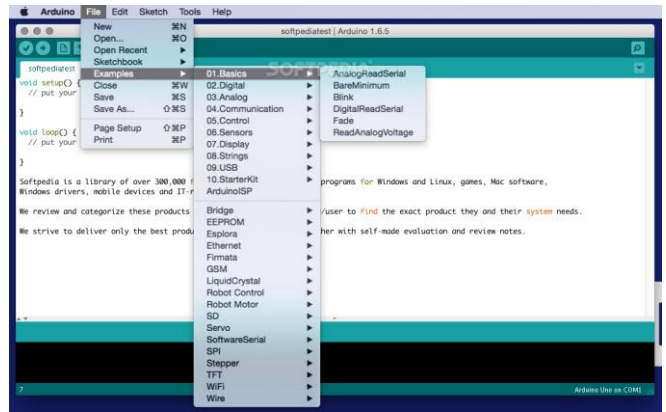 Arduino File Edit Sketch Tools Help
softpediatest | Arduino 1.6.5
softpediatest
New ⌘N
Open... ⌘O
Open Recent ▶
Sketchbook ▶
Examples ▶
Close ⌘W
Save ⌘S
Save As... ⇧⌘S
Page Setup ⇧⌘P
Print ⌘P
01.Basics ▶
02.Digital ▶
03.Analog ▶
04.Communication ▶
05.Control ▶
06.Sensors ▶
07.Display ▶
08.Strings ▶
09.USB ▶
10.StarterKit ▶
ArduinoISP
Bridge ▶
EEPROM ▶
Esplora ▶
Ethernet ▶
Firmata ▶
GSM ▶
LiquidCrystal ▶
Robot Control ▶
Robot Motor ▶
SD ▶
Servo ▶
SoftwareSerial ▶
SPI ▶
Stepper ▶
TFT ▶
WiFi ▶
Wire ▶
AnalogReadSerial
BareMinimum
Blink
DigitalReadSerial
Fade
ReadAnalogVoltage
SOFTPEDIA
void setup() {
// put your
}
void loop() {
// put your
}
Softpedia is a library of over 300,000 programs for Windows and Linux, games, Mac software,
Windows drivers, mobile devices and IT-
We review and categorize these products /user to find the exact product they and their system needs.
We strive to deliver only the best her with self-made evaluation and review notes.
7
Arduino Uno on COM1